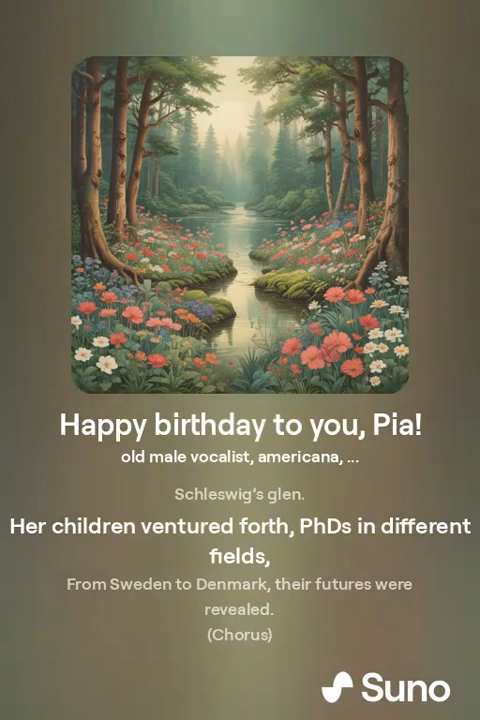 Happy birthday to you, Pia!
old male vocalist, americana, ...
Schleswig's glen.
Her children ventured forth, PhDs in different
fields,
From Sweden to Denmark, their futures were
revealed.
(Chorus)
Suno